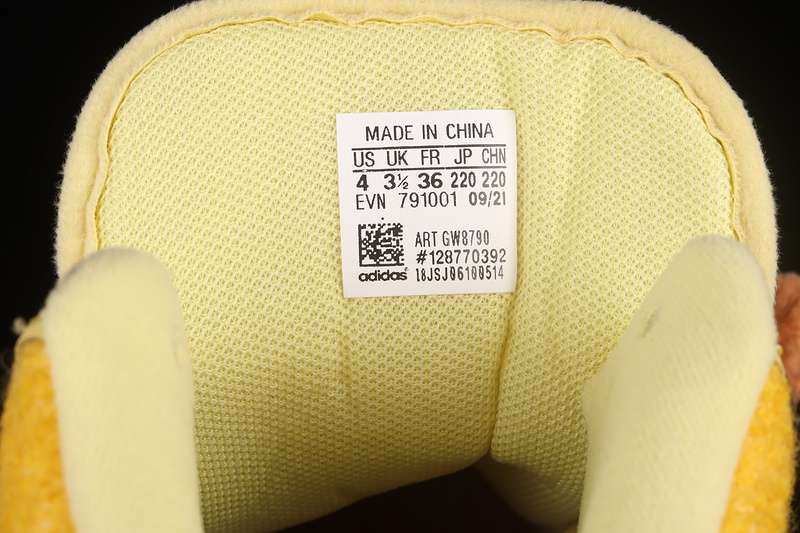 MADE IN CHINA
US UK FR JP CHN
4 3½ 36 220 220
EVN 791001 09/21
ART GW8790
#128770392
adidas 18JSJ06100514